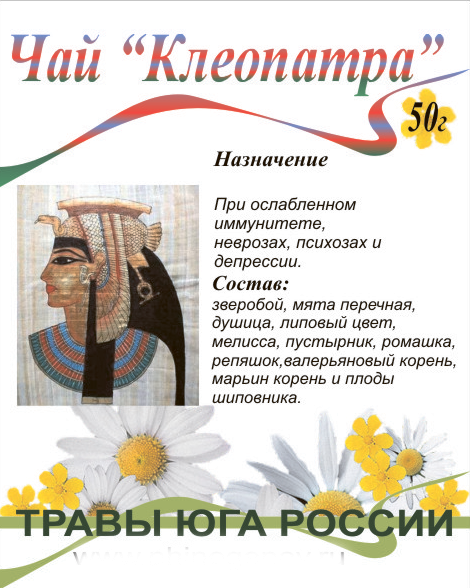 Чай “Клеопатра”
50г
Назначение
При ослабленном
иммунитете,
неврозах, психозах и
депрессии.
Состав:
зверобой, мята перечная,
душица, липовый цвет,
мелисса, пустырник, ромашка,
репяшок,валерьяновый корень,
марьин корень и плоды
шиповника.
ТРАВЫ ЮГА РОССИИ